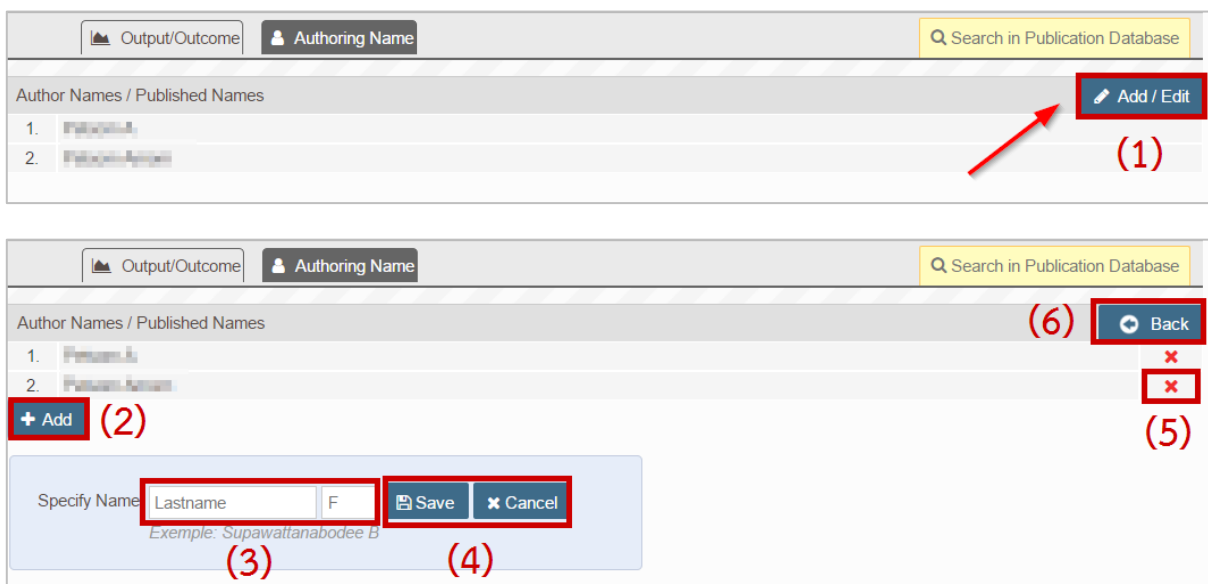 Output/Outcome Authoring Name Search in Publication Database
Author Names / Published Names Add / Edit
1.
(1)
2.
Output/Outcome Authoring Name Search in Publication Database
Author Names / Published Names (6) Back
1.
2.
+ Add (2)
(5)
Specify Name Lastname F Save Cancel
Exemple: Supawattanabodee B
(3) (4)